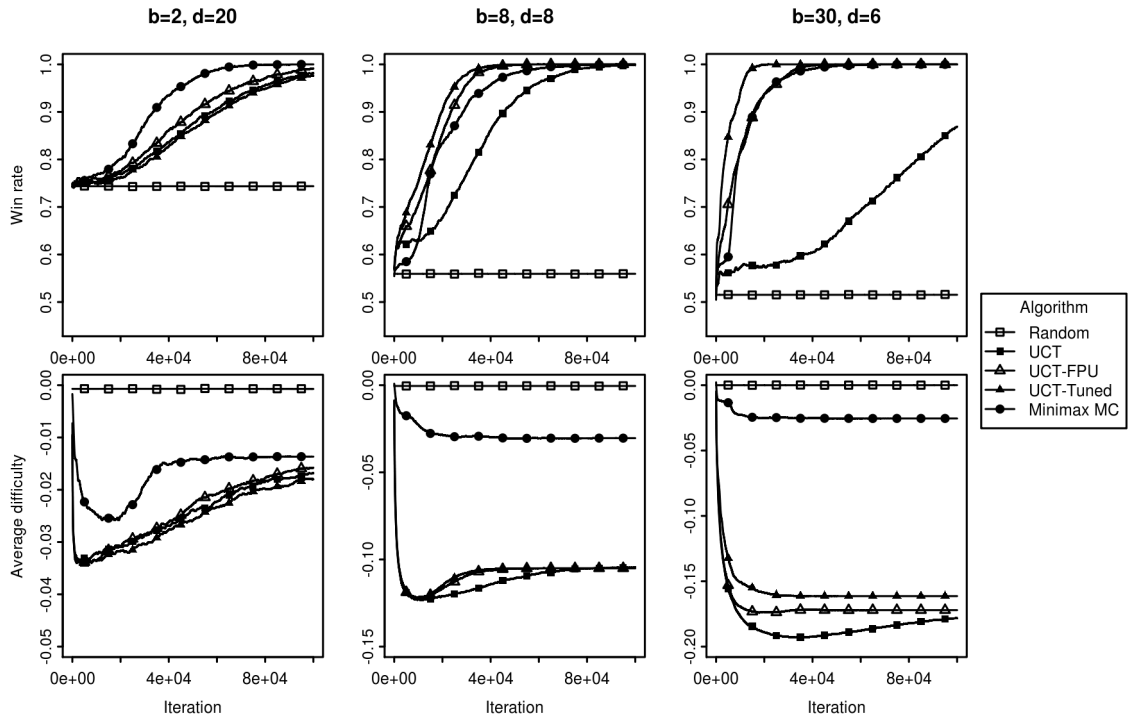 b=2, d=20
b=8, d=8
b=30, d=6
Win rate
1.0
0.9
0.8
0.7
0.6
0.5
0e+00 4e+04 8e+04
1.0
0.9
0.8
0.7
0.6
0.5
0e+00 4e+04 8e+04
1.0
0.9
0.8
0.7
0.6
0.5
0e+00 4e+04 8e+04
Algorithm
Random
UCT
UCT-FPU
UCT-Tuned
Minimax MC
Average difficulty
0.00
-0.01
-0.02
-0.03
-0.04
-0.05
0e+00 4e+04 8e+04
Iteration
0.00
-0.05
-0.10
-0.15
0e+00 4e+04 8e+04
Iteration
0.00
-0.05
-0.10
-0.15
-0.20
0e+00 4e+04 8e+04
Iteration